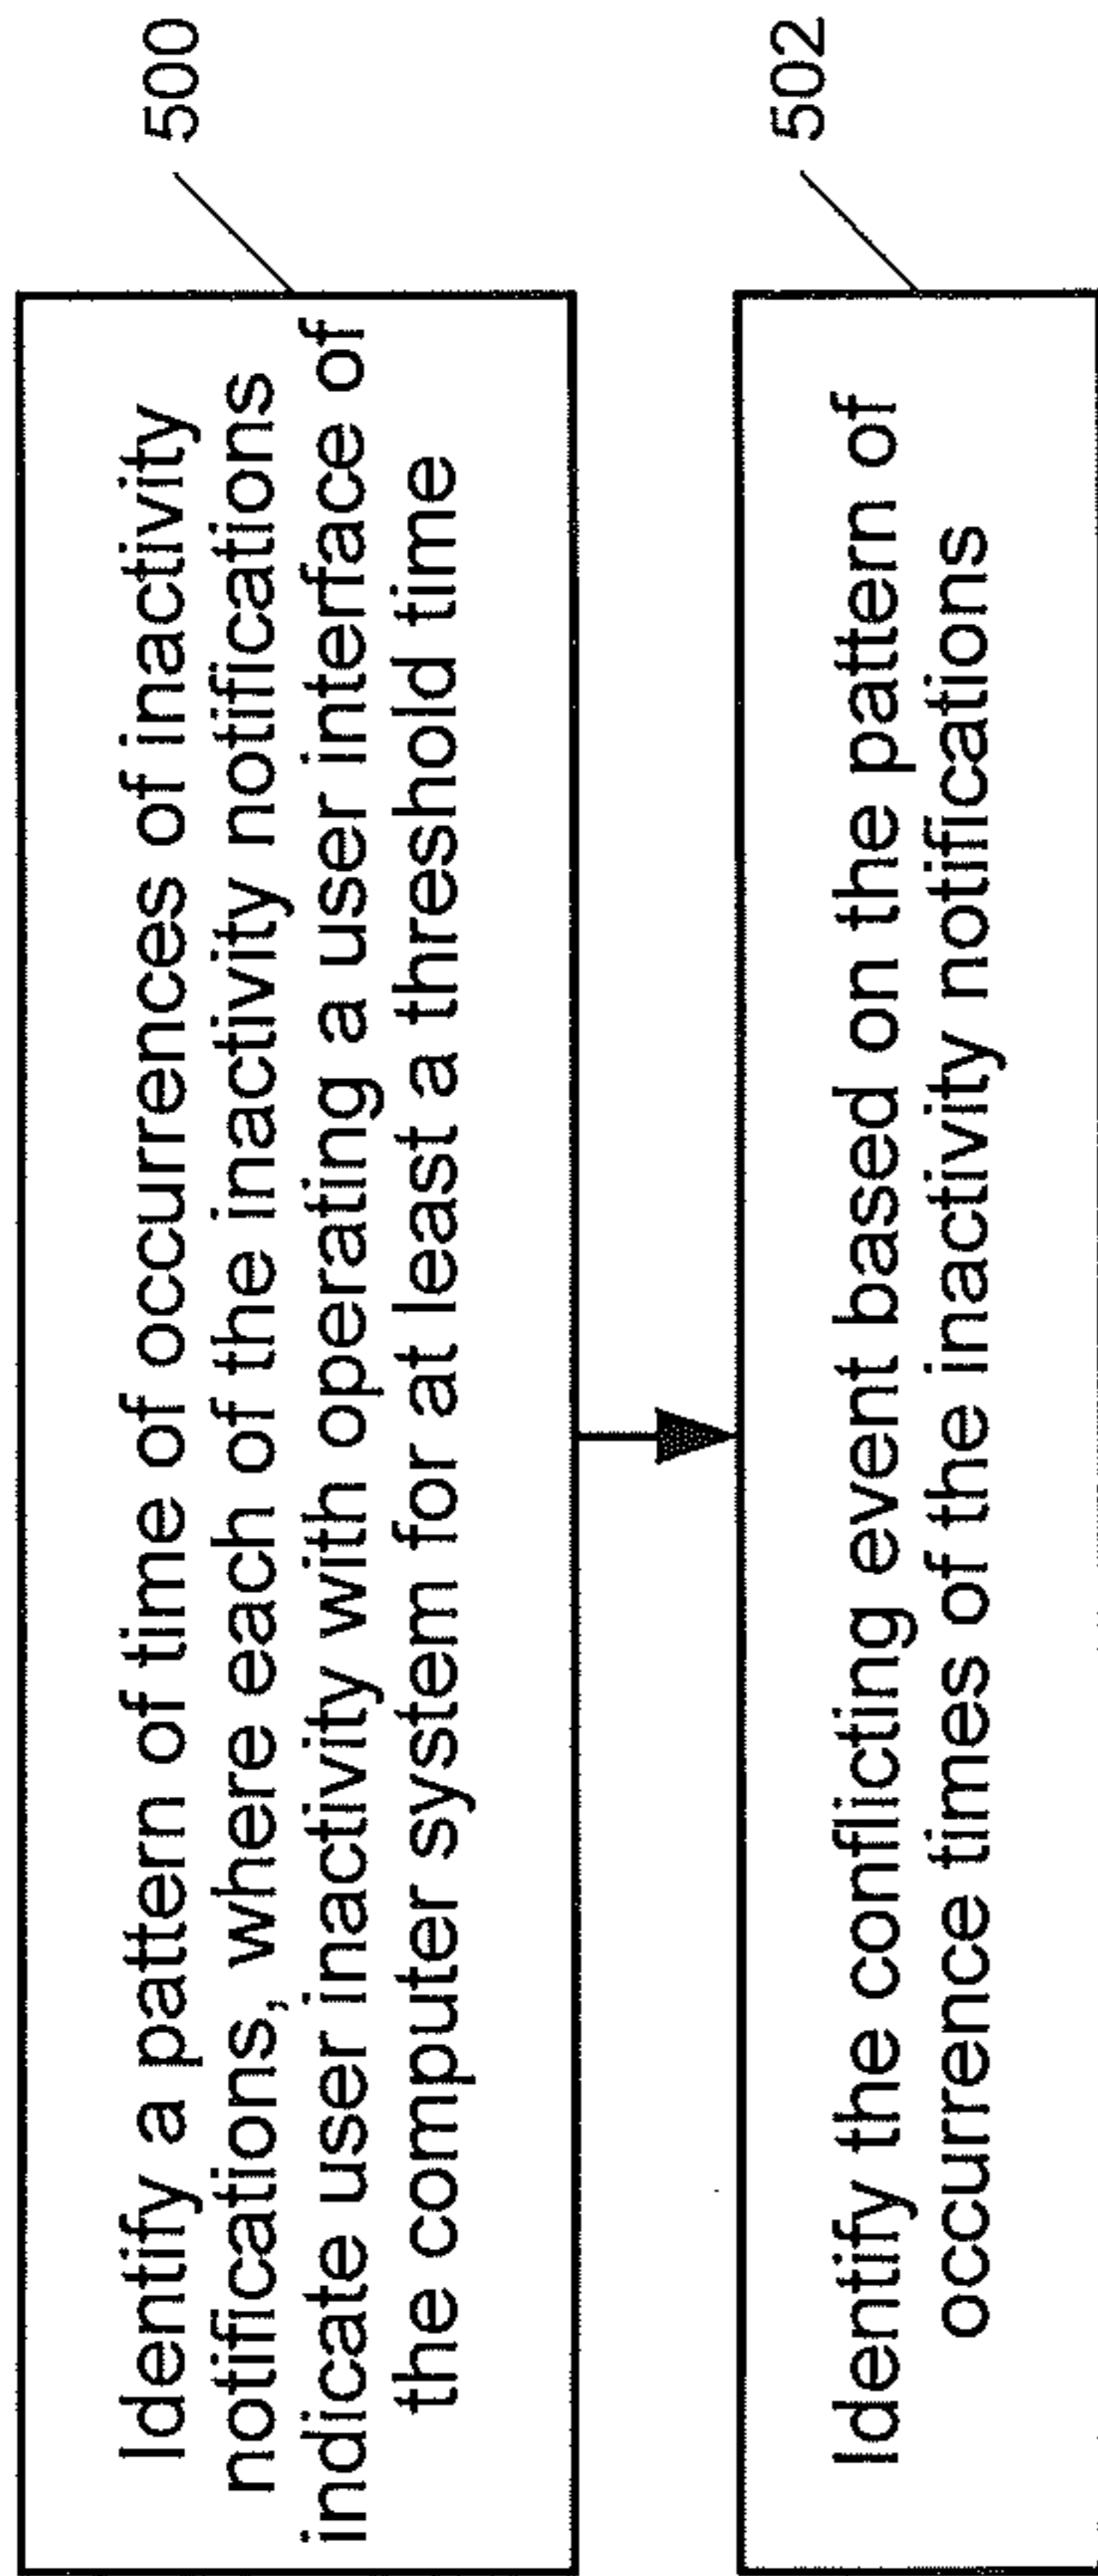 Identify a pattern of time of occurrences of inactivity
notifications, where each of the inactivity notifications
indicate user inactivity with operating a user interface of
the computer system for at least a threshold time
500
Identify the conflicting event based on the pattern of
occurrence times of the inactivity notifications
502